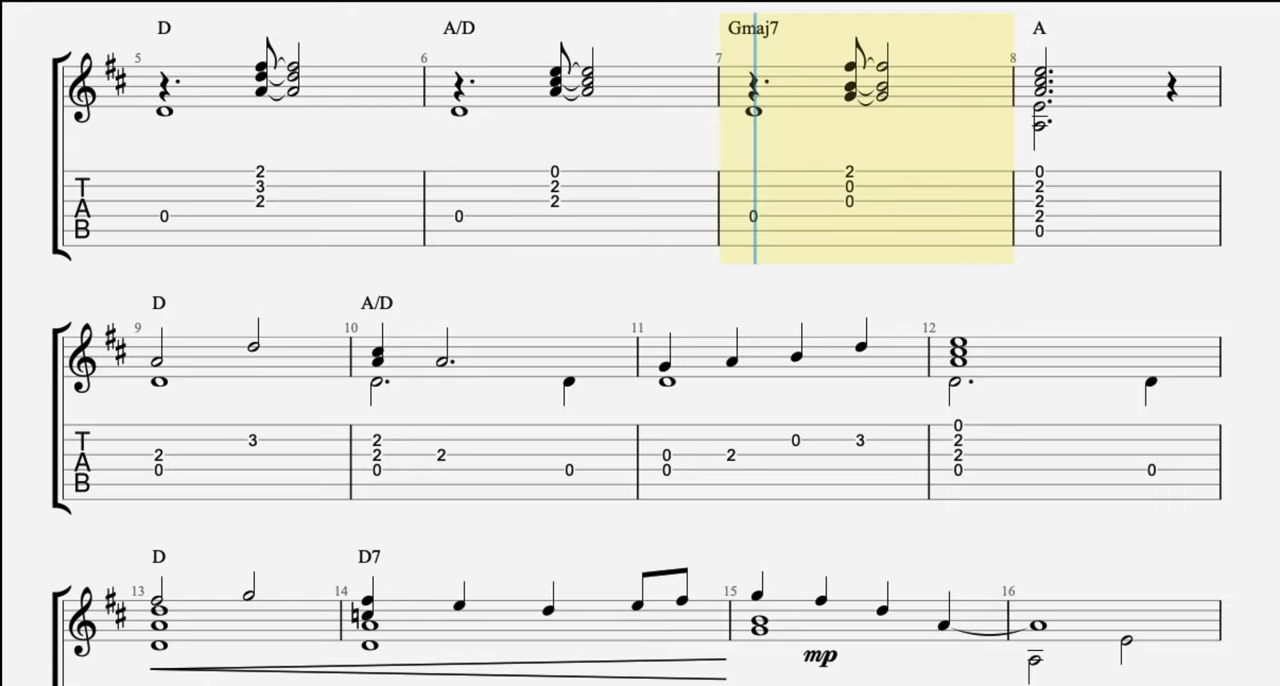 D A/D Gmaj7 A
5 6 7 8
2 0 2 0
T 3 2 0 2
2 2 0 2
A 0 0 0 2
B 0
D A/D
9 10 11 12
0
T 3 2 0 3 2
2 2 2 0 2 2
A 0 0 0 0 0 0
B
D D7
13 14 15 16
mp